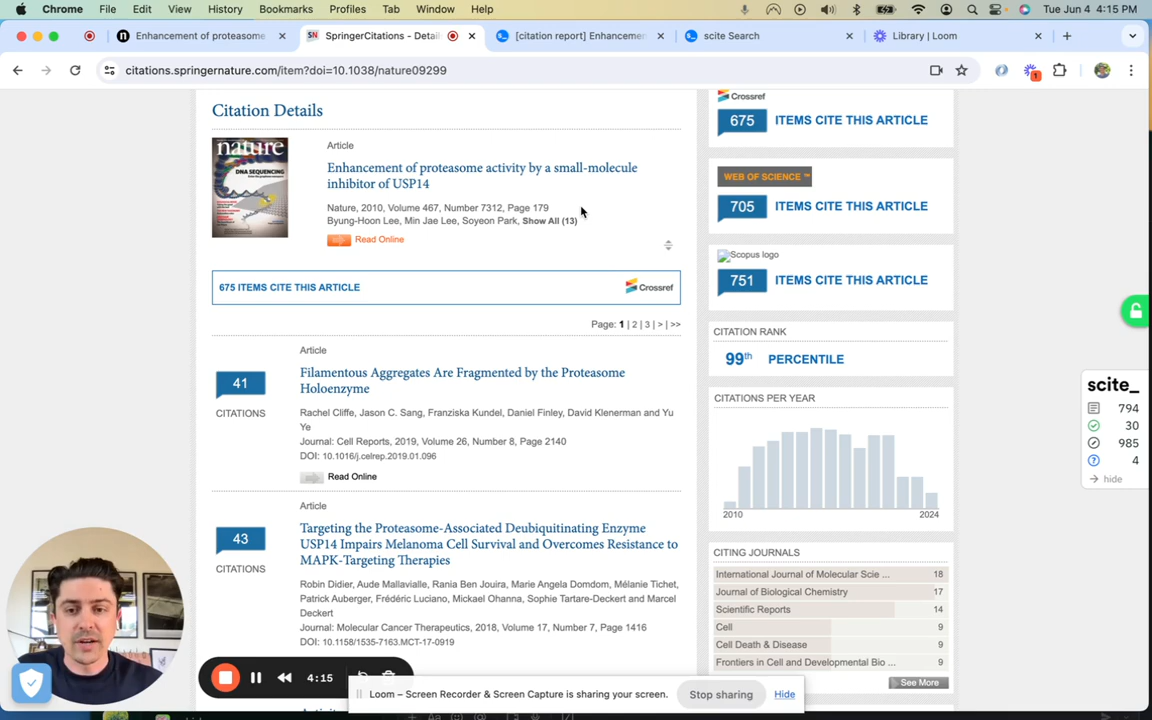 Chrome File Edit View History Bookmarks Profiles Tab Window Help Tue Jun 4 4:15 PM
Enhancement of proteasome
SpringerCitations - Detai
[citation report] Enhancemen
scite Search
Library | Loom
citations.springernature.com/item?doi=10.1038/nature09299
1
Citation Details
nature
DNA SEQUENCING
Article
Enhancement of proteasome activity by a small-molecule
inhibitor of USP14
Nature, 2010, Volume 467, Number 7312, Page 179
Byung-Hoon Lee, Min Jae Lee, Soyeon Park, Show All (13)
Read Online
675 ITEMS CITE THIS ARTICLE
Crossref
Page: 1 | 2 | 3 | > | >>
Article
41
CITATIONS
Filamentous Aggregates Are Fragmented by the Proteasome
Holoenzyme
Rachel Cliffe, Jason C. Sang, Franziska Kundel, Daniel Finley, David Klenerman and Yu
Ye
Journal: Cell Reports, 2019, Volume 26, Number 8, Page 2140
DOI: 10.1016/j.celrep.2019.01.096
Read Online
Article
43
CITATIONS
Targeting the Proteasome-Associated Deubiquitinating Enzyme
USP14 Impairs Melanoma Cell Survival and Overcomes Resistance to
MAPK-Targeting Therapies
Robin Didier, Aude Mallavialle, Rania Ben Jouira, Marie Angela Domdom, Mélanie Tichet,
Patrick Auberger, Frédéric Luciano, Mickael Ohanna, Sophie Tartare-Deckert and Marcel
Deckert
Journal: Molecular Cancer Therapeutics, 2018, Volume 17, Number 7, Page 1416
DOI: 10.1158/1535-7163.MCT-17-0919
Crossref
675 ITEMS CITE THIS ARTICLE
WEB OF SCIENCE ™
705 ITEMS CITE THIS ARTICLE
Scopus logo
751 ITEMS CITE THIS ARTICLE
CITATION RANK
99th PERCENTILE
CITATIONS PER YEAR
2010 2024
CITING JOURNALS
International Journal of Molecular Scie ... 18
Journal of Biological Chemistry 17
Scientific Reports 14
Cell 9
Cell Death & Disease 9
Frontiers in Cell and Developmental Bio ... 9
See More
scite_
794
30
985
4
hide
4:15
Loom – Screen Recorder & Screen Capture is sharing your screen.
Stop sharing
Hide